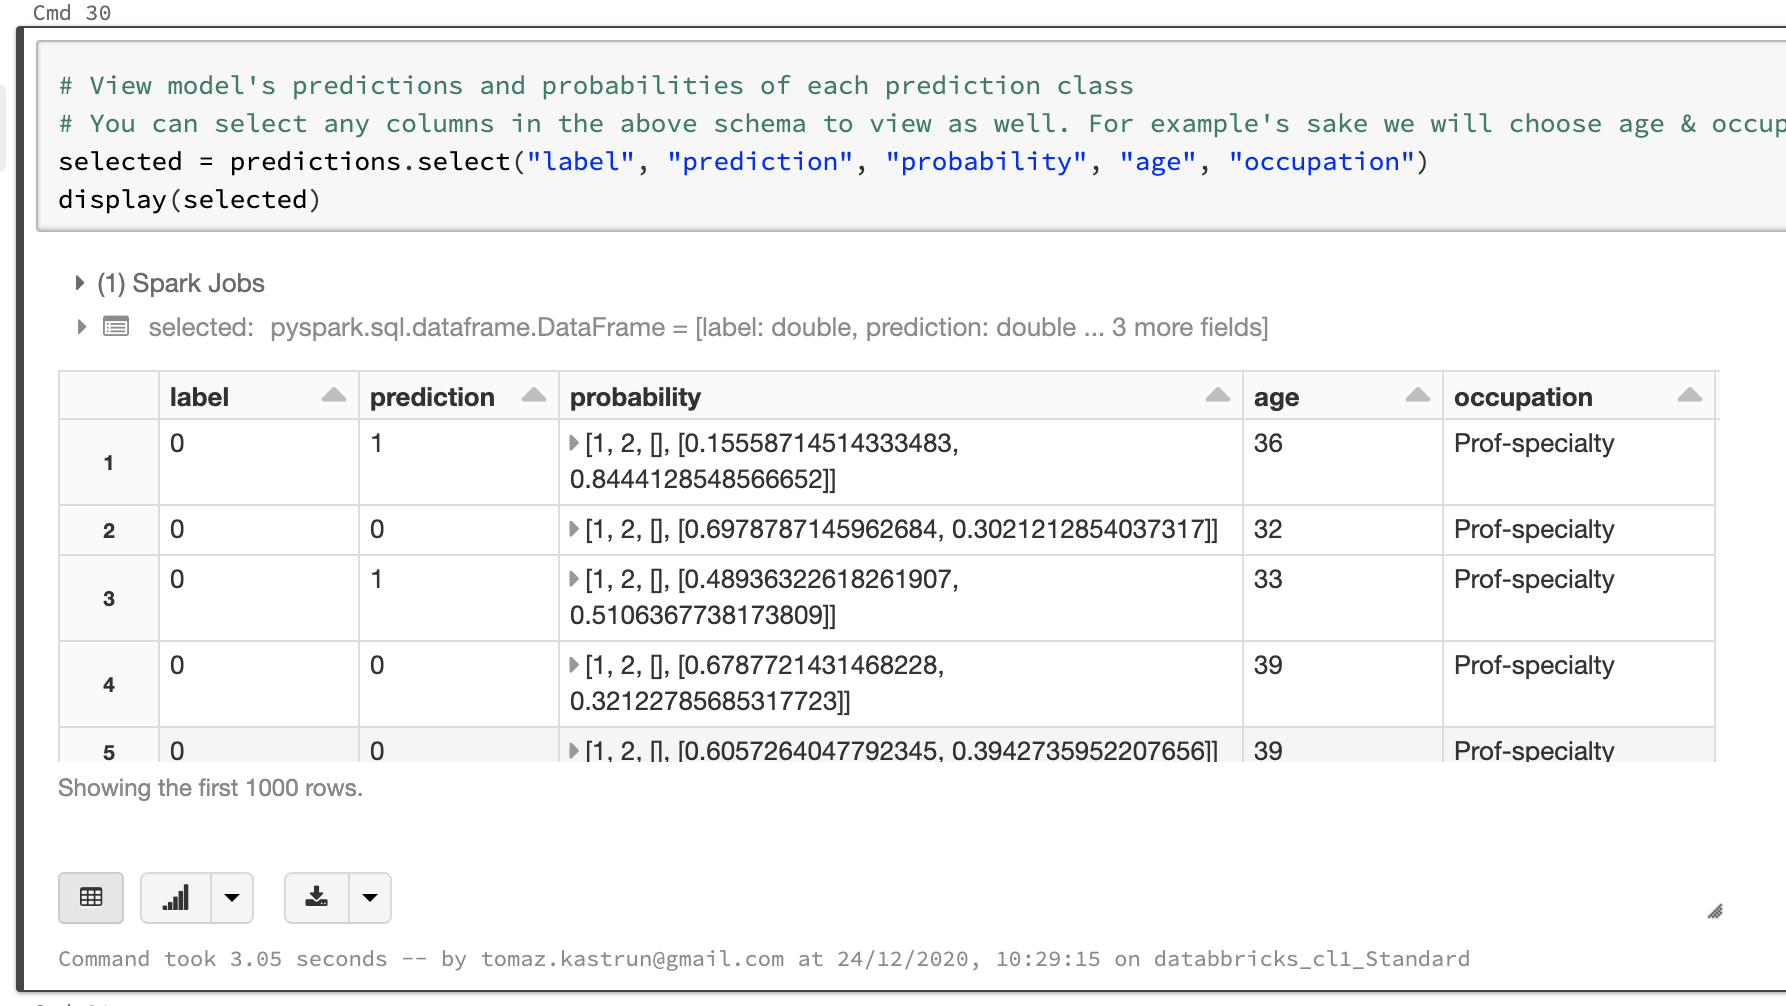 Cmd 30
# View model's predictions and probabilities of each prediction class
# You can select any columns in the above schema to view as well. For example's sake we will choose age & occup
selected = predictions.select("label", "prediction", "probability", "age", "occupation")
display(selected)
(1) Spark Jobs
selected: pyspark.sql.dataframe.DataFrame = [label: double, prediction: double ... 3 more fields]
label prediction probability age occupation
1 0 1 [1, 2, [], [0.15558714514333483, 36 Prof-specialty
0.8444128548566652]]
2 0 0 [1, 2, [], [0.6978787145962684, 0.3021212854037317]] 32 Prof-specialty
3 0 1 [1, 2, [], [0.48936322618261907, 33 Prof-specialty
0.5106367738173809]]
4 0 0 [1, 2, [], [0.6787721431468228, 39 Prof-specialty
0.32122785685317723]]
5 0 0 [1, 2, [], [0.6057264047792345, 0.3942735952207656]] 39 Prof-specialty
Showing the first 1000 rows.
Command took 3.05 seconds -- by tomaz.kastrun@gmail.com at 24/12/2020, 10:29:15 on databbricks_cl1_Standard